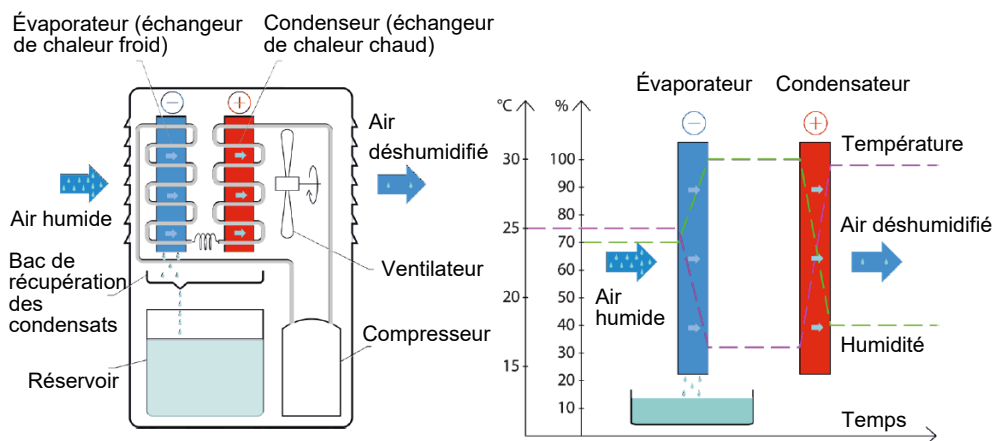 Évaporateur (échangeur
de chaleur froid)
Condenseur (échangeur
de chaleur chaud)
−
+
Air
déshumidifié
Air humide
Bac de
récupération
des
condensats
Ventilateur
Compresseur
Réservoir
Évaporateur
Condensateur
°C
%
−
+
Température
30
25
20
15
100
90
80
70
60
50
40
30
20
10
Air déshumidifié
Air
humide
Humidité
Temps